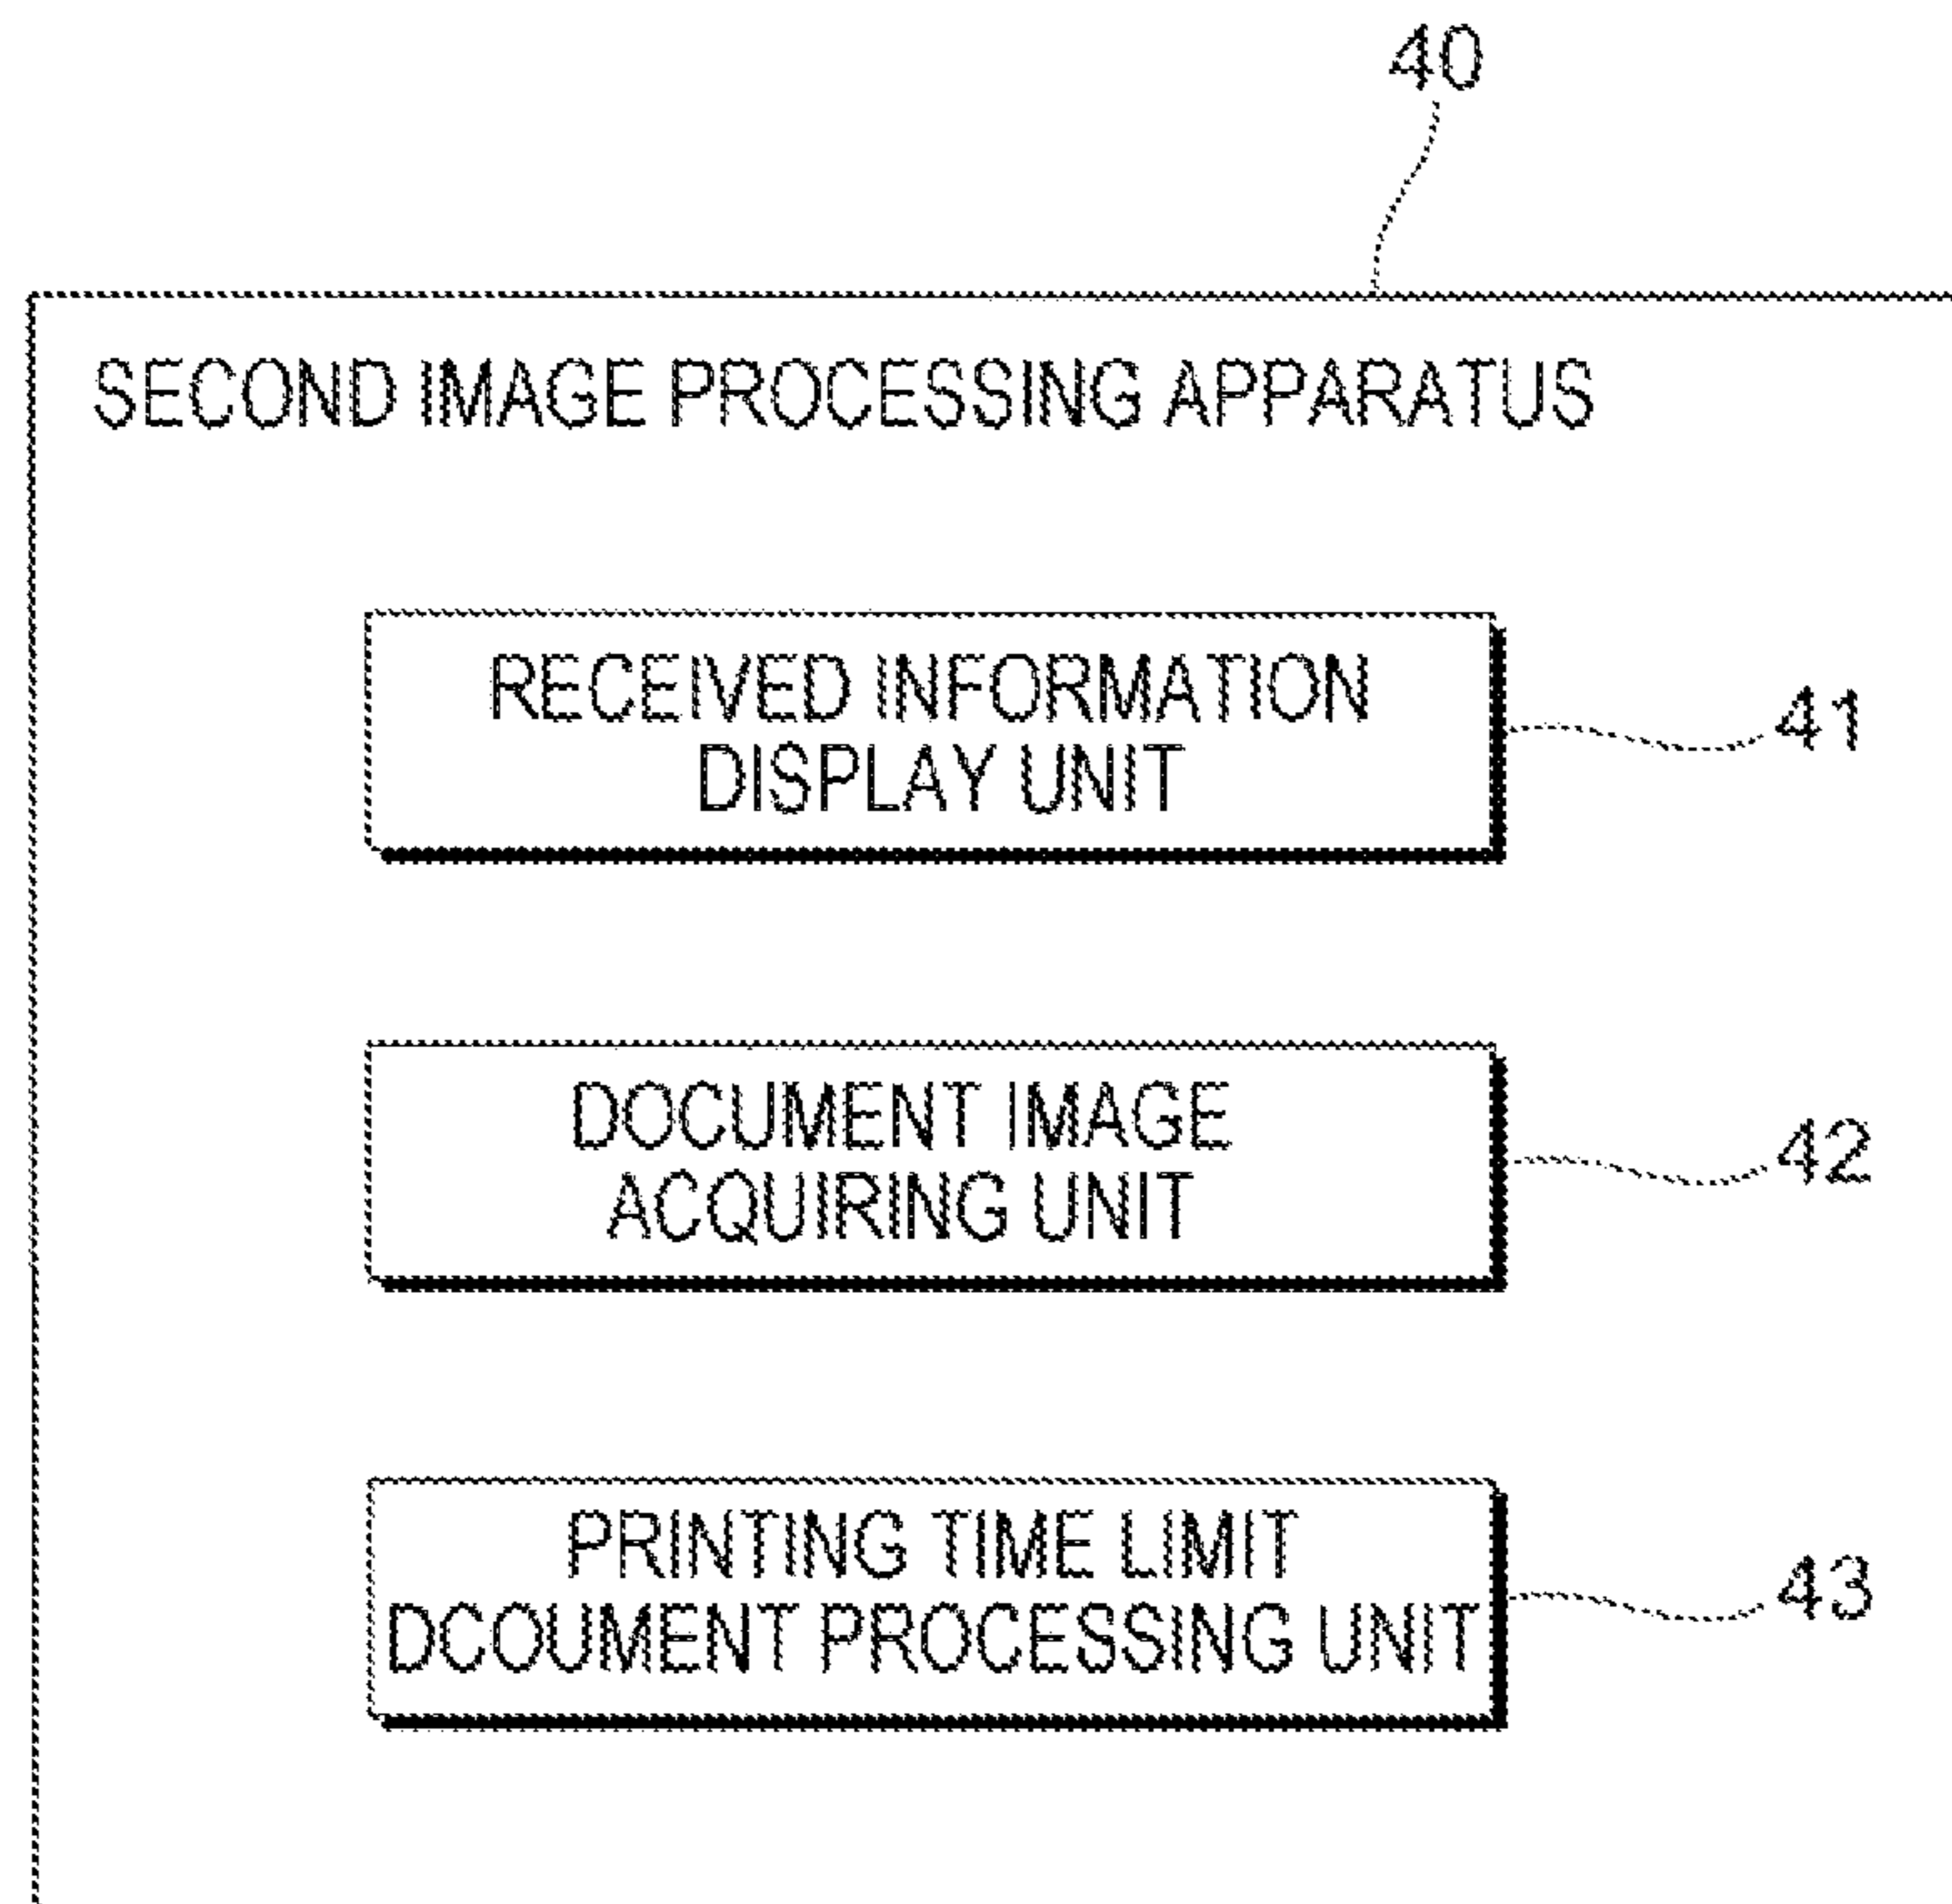 40
SECOND IMAGE PROCESSING APPARATUS
RECEIVED INFORMATION
DISPLAY UNIT
41
DOCUMENT IMAGE
ACQUIRING UNIT
42
PRINTING TIME LIMIT
DCOUMENT PROCESSING UNIT
43